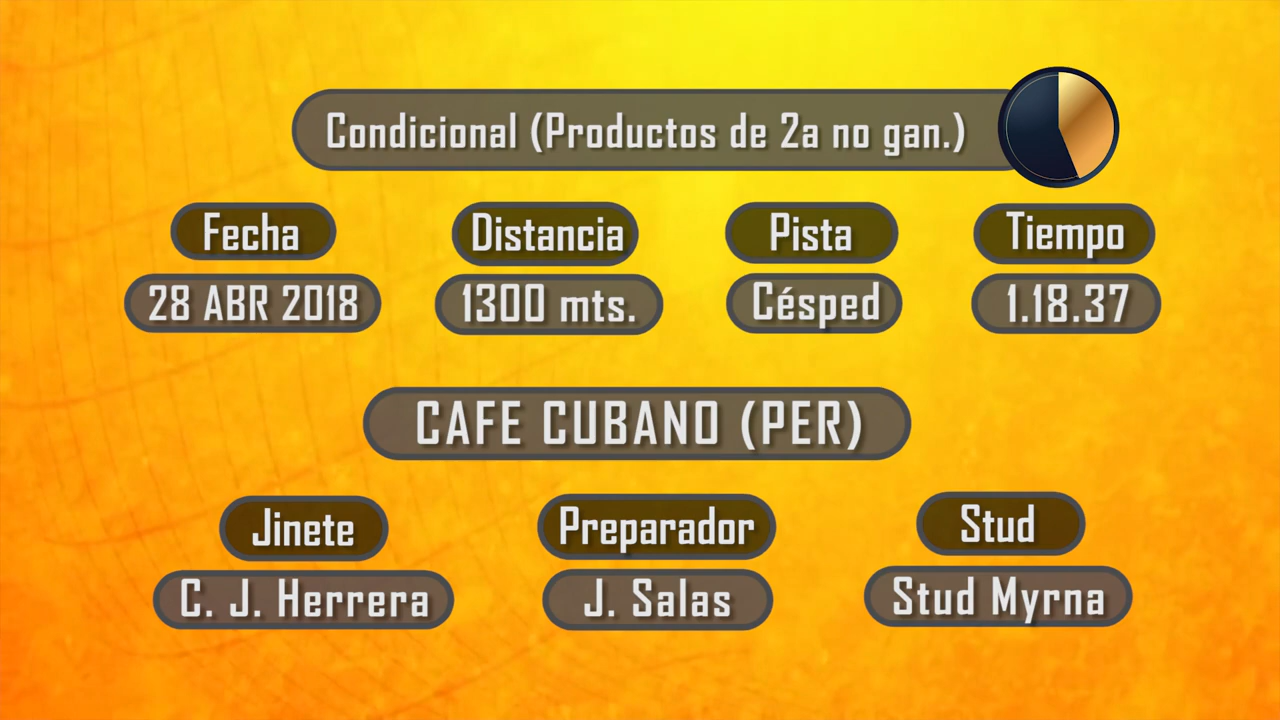 Condicional (Productos de 2a no gan.)
Fecha Distancia Pista Tiempo
28 ABR 2018 1300 mts. Césped 1.18.37
CAFE CUBANO (PER)
Jinete Preparador Stud
C. J. Herrera J. Salas Stud Myrna